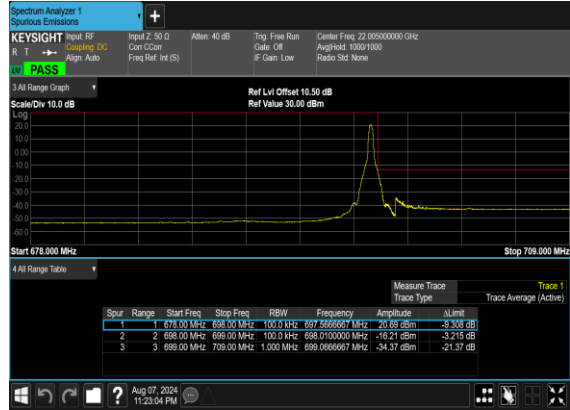 Spectrum Analyzer 1
Spurious Emissions
KEYSIGHT Input: RF Input Z: 50 Ω Atten: 40 dB Trig: Free Run Center Freq: 22.005000000 GHz
R T Coupling: DC Corr CCorr Gate: Off Avg|Hold: 1000/1000
Align: Auto Freq Ref: Int (S) IF Gain: Low Radio Std: None
PASS
3 All Range Graph
Ref Lvl Offset 10.50 dB
Scale/Div 10.0 dB Ref Value 30.00 dBm
Log
20.0
10.0
0.00
-10.0
-20.0
-30.0
-40.0
-50.0
-60.0
Start 678.000 MHz Stop 709.000 MHz
4 All Range Table
Measure Trace Trace 1
Trace Type Trace Average (Active)
Spur Range Start Freq Stop Freq RBW Frequency Amplitude ΔLimit
1 1 678.00 MHz 698.00 MHz 100.0 kHz 697.5666667 MHz 20.69 dBm -9.308 dB
2 2 698.00 MHz 699.00 MHz 100.0 kHz 698.0100000 MHz -16.21 dBm -3.215 dB
3 3 699.00 MHz 709.00 MHz 1.000 MHz 699.0666667 MHz -34.37 dBm -21.37 dB
Aug 07, 2024
11:23:04 PM